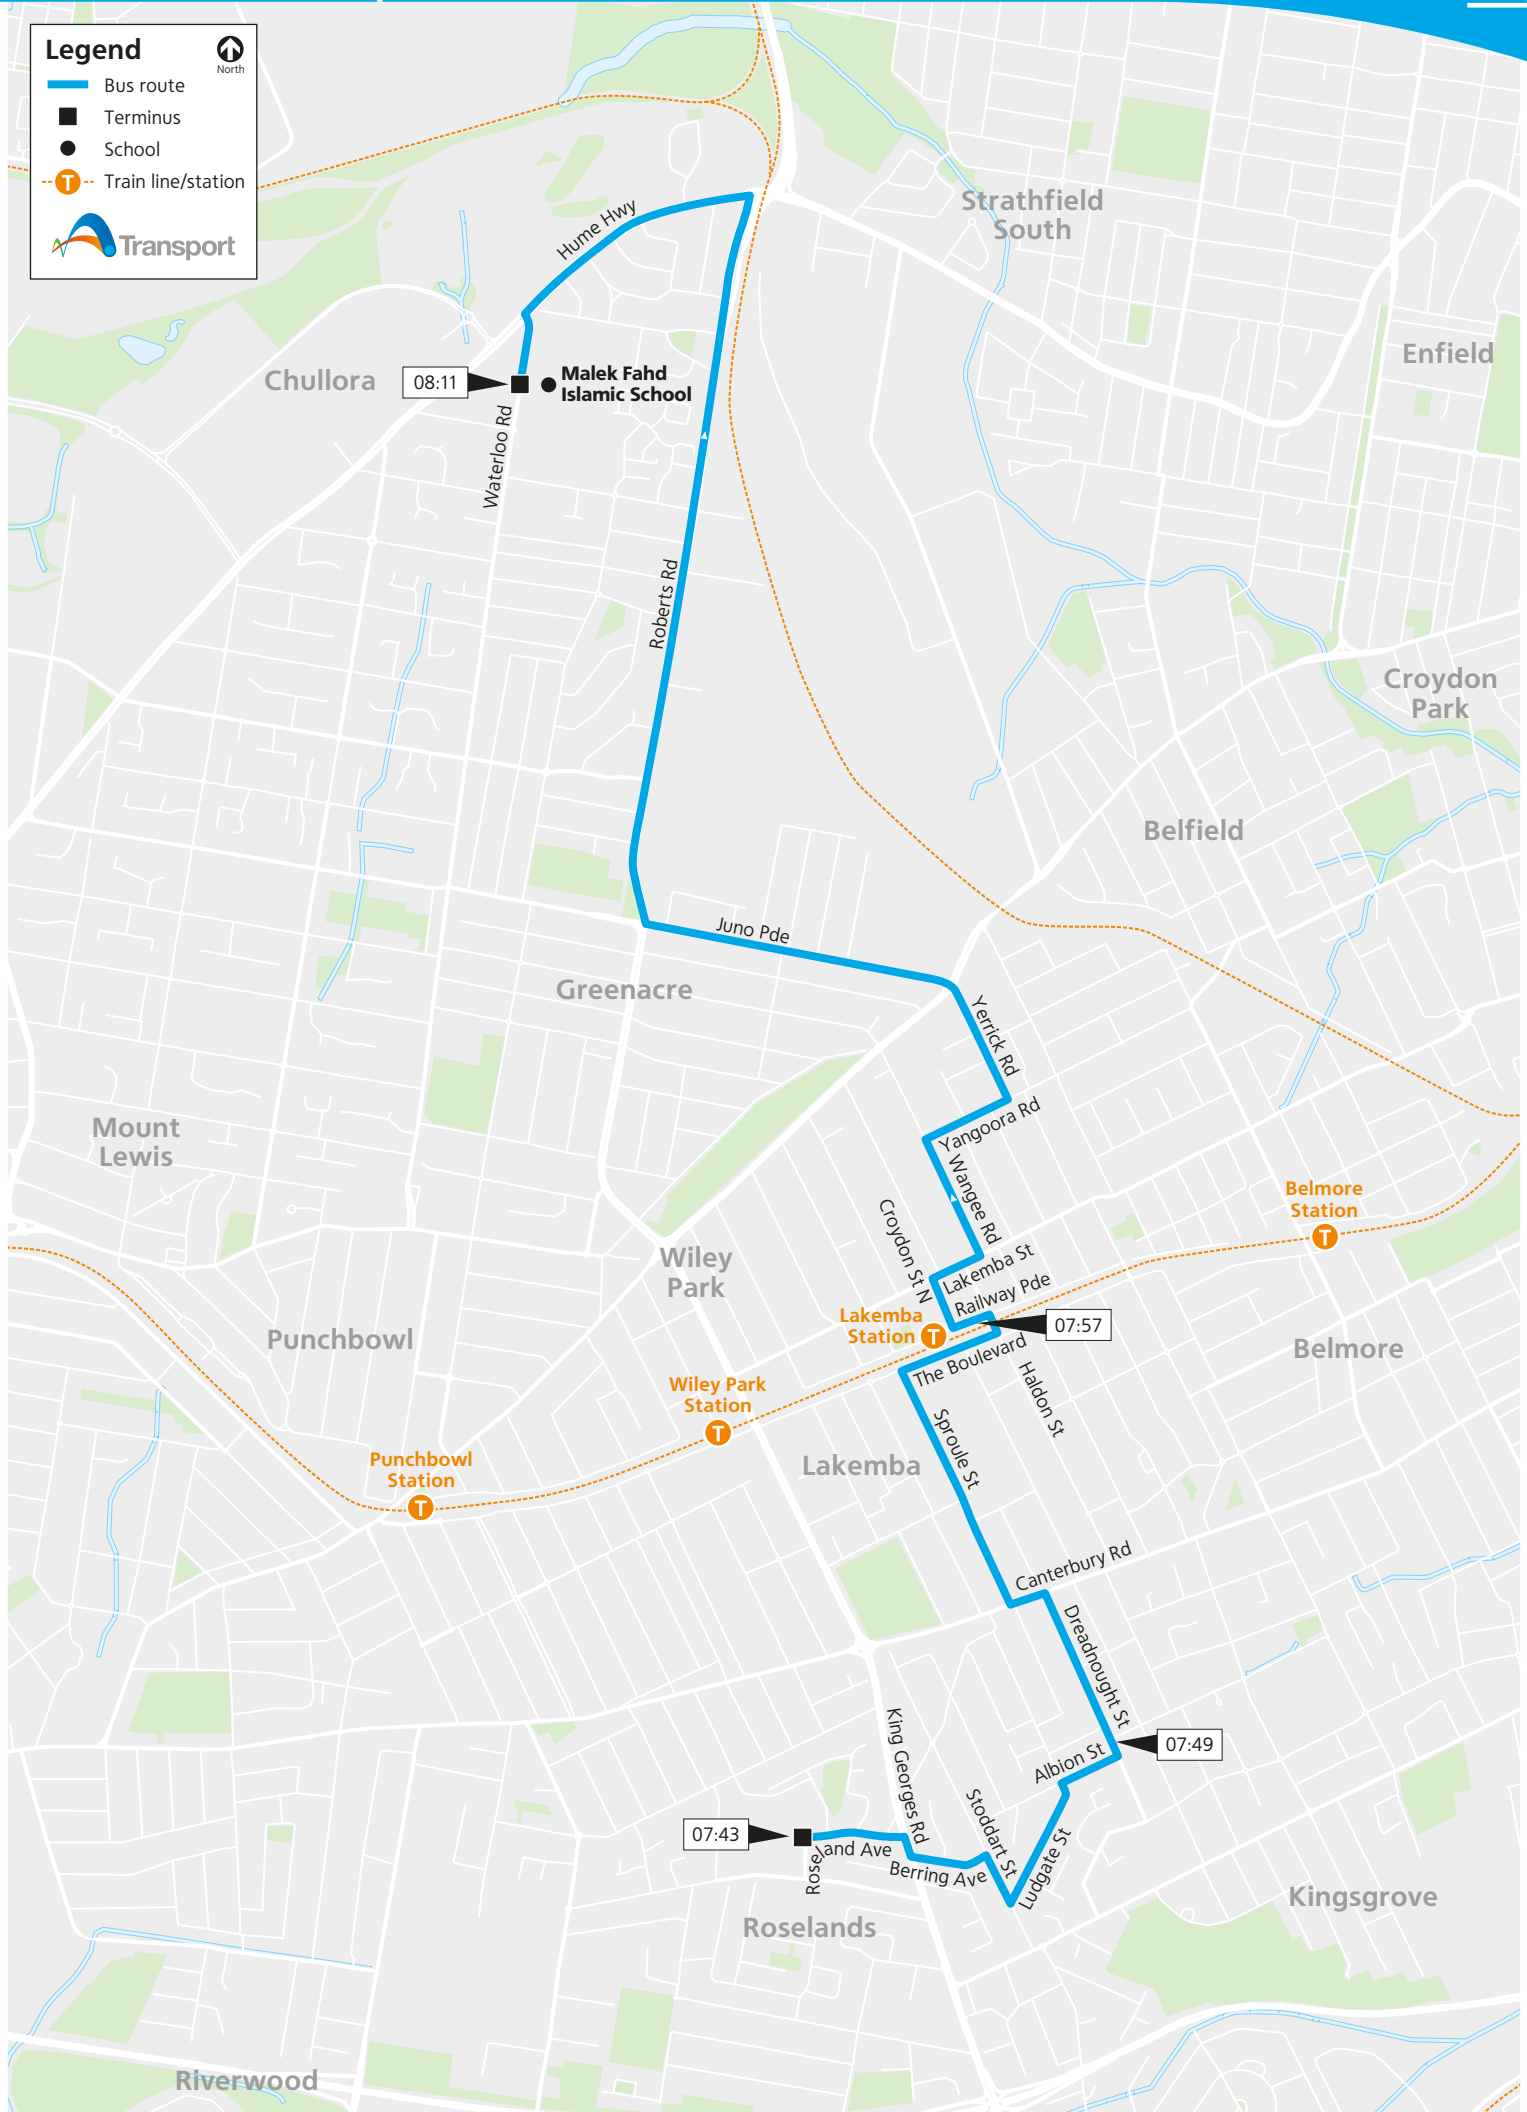 Legend
North
Bus route
Terminus
School
T
Train line/station
Transport
Strathfield
South
Hume Hwy
Enfield
Chullora
08:11
Malek Fahd
Islamic School
Waterloo Rd
Roberts Rd
Croydon
Park
Belfield
Juno Pde
Greenacre
Yerrick Rd
Yangoora Rd
Mount
Lewis
Wangee Rd
Croydon St N
Belmore
Station
T
Wiley
Park
Lakemba St
Railway Pde
Lakemba
Station
T
07:57
Punchbowl
The Boulevard
Belmore
Haldon St
Wiley Park
Station
T
Sproule St
Punchbowl
Station
T
Lakemba
Canterbury Rd
Dreadnought St
King Georges Rd
Albion St
07:49
Stoddart St
07:43
Roseland Ave
Berring Ave
Ludgate St
Roselands
Kingsgrove
Riverwood